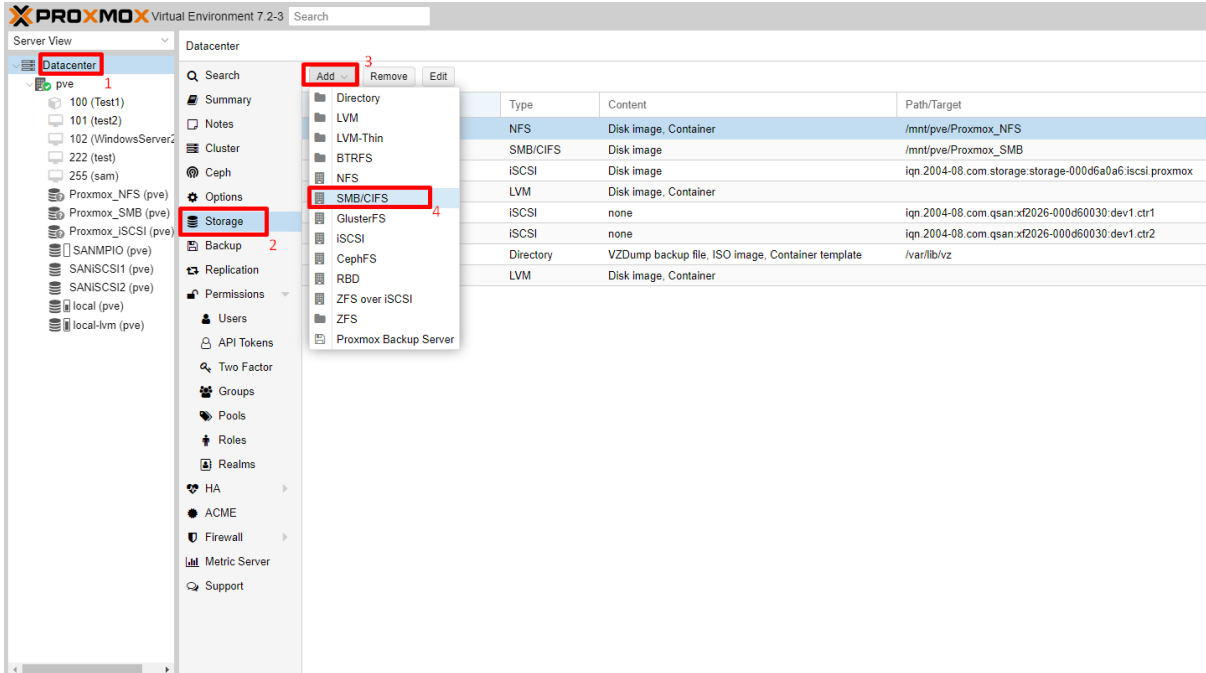 PROXMOX Virtual Environment 7.2-3 Search
Server View
Datacenter
1
pve
100 (Test1)
101 (test2)
102 (WindowsServer2
222 (test)
255 (sam)
Proxmox_NFS (pve)
Proxmox_SMB (pve)
Proxmox_iSCSI (pve)
SANMPIO (pve)
SANiSCSI1 (pve)
SANiSCSI2 (pve)
local (pve)
local-lvm (pve)
Datacenter
Search
Summary
Notes
Cluster
Ceph
Options
Storage
2
Backup
Replication
Permissions
Users
API Tokens
Two Factor
Groups
Pools
Roles
Realms
HA
ACME
Firewall
Metric Server
Support
3
Add Remove Edit
Directory
LVM
LVM-Thin
BTRFS
NFS
SMB/CIFS
4
GlusterFS
iSCSI
CephFS
RBD
ZFS over iSCSI
ZFS
Proxmox Backup Server
Type Content Path/Target
NFS Disk image, Container /mnt/pve/Proxmox_NFS
SMB/CIFS Disk image /mnt/pve/Proxmox_SMB
iSCSI Disk image iqn.2004-08.com.storage:storage-000d6a0a6:iscsi.proxmox
LVM Disk image, Container
iSCSI none iqn.2004-08.com.qsan:xf2026-000d60030:dev1.ctr1
iSCSI none iqn.2004-08.com.qsan:xf2026-000d60030:dev1.ctr2
Directory VZDump backup file, ISO image, Container template /var/lib/vz
LVM Disk image, Container